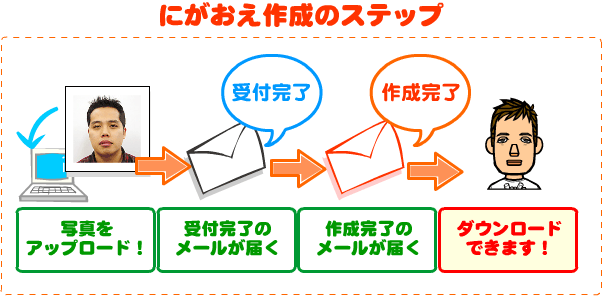 にがおえ作成のステップ
受付完了
作成完了
写真を
アップロード！
受付完了の
メールが届く
作成完了の
メールが届く
ダウンロード
できます！